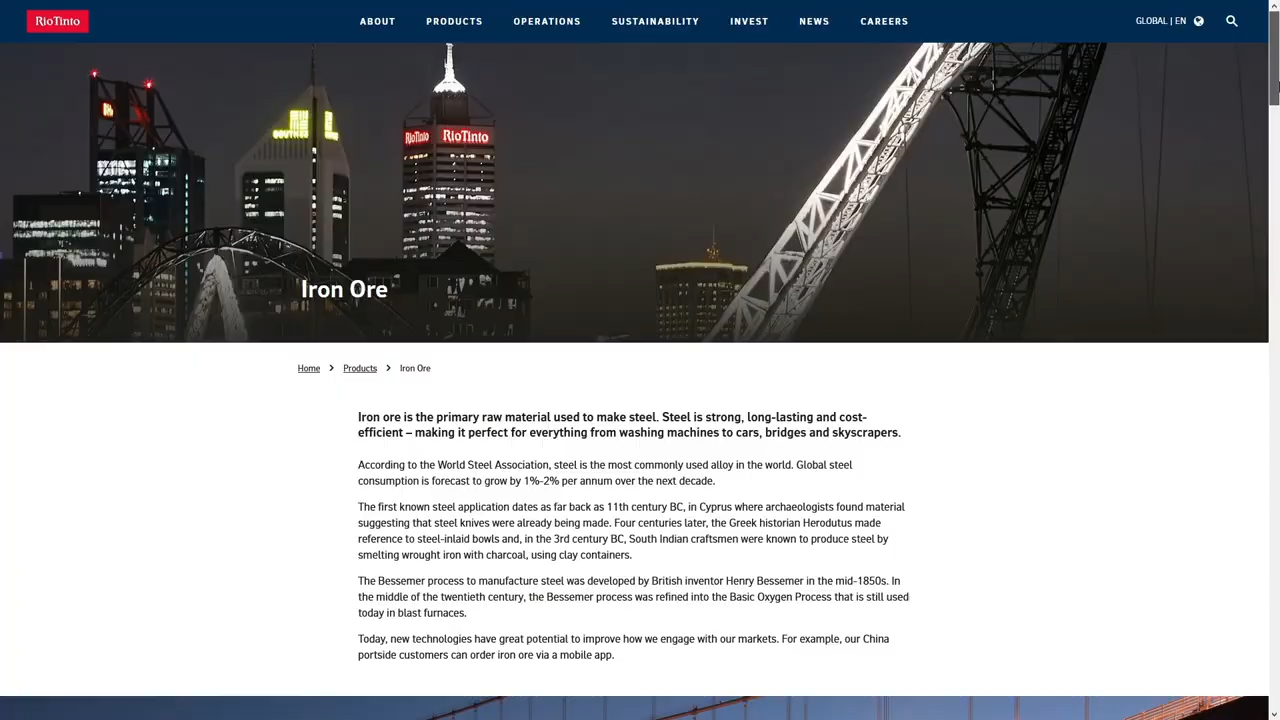 RioTinto
ABOUT PRODUCTS OPERATIONS SUSTAINABILITY INVEST NEWS CAREERS
GLOBAL | EN
RioTinto RioTinto
Iron Ore
Home Products Iron Ore
Iron ore is the primary raw material used to make steel. Steel is strong, long-lasting and cost-
efficient – making it perfect for everything from washing machines to cars, bridges and skyscrapers.
According to the World Steel Association, steel is the most commonly used alloy in the world. Global steel
consumption is forecast to grow by 1%-2% per annum over the next decade.
The first known steel application dates as far back as 11th century BC, in Cyprus where archaeologists found material
suggesting that steel knives were already being made. Four centuries later, the Greek historian Herodutus made
reference to steel-inlaid bowls and, in the 3rd century BC, South Indian craftsmen were known to produce steel by
smelting wrought iron with charcoal, using clay containers.
The Bessemer process to manufacture steel was developed by British inventor Henry Bessemer in the mid-1850s. In
the middle of the twentieth century, the Bessemer process was refined into the Basic Oxygen Process that is still used
today in blast furnaces.
Today, new technologies have great potential to improve how we engage with our markets. For example, our China
portside customers can order iron ore via a mobile app.